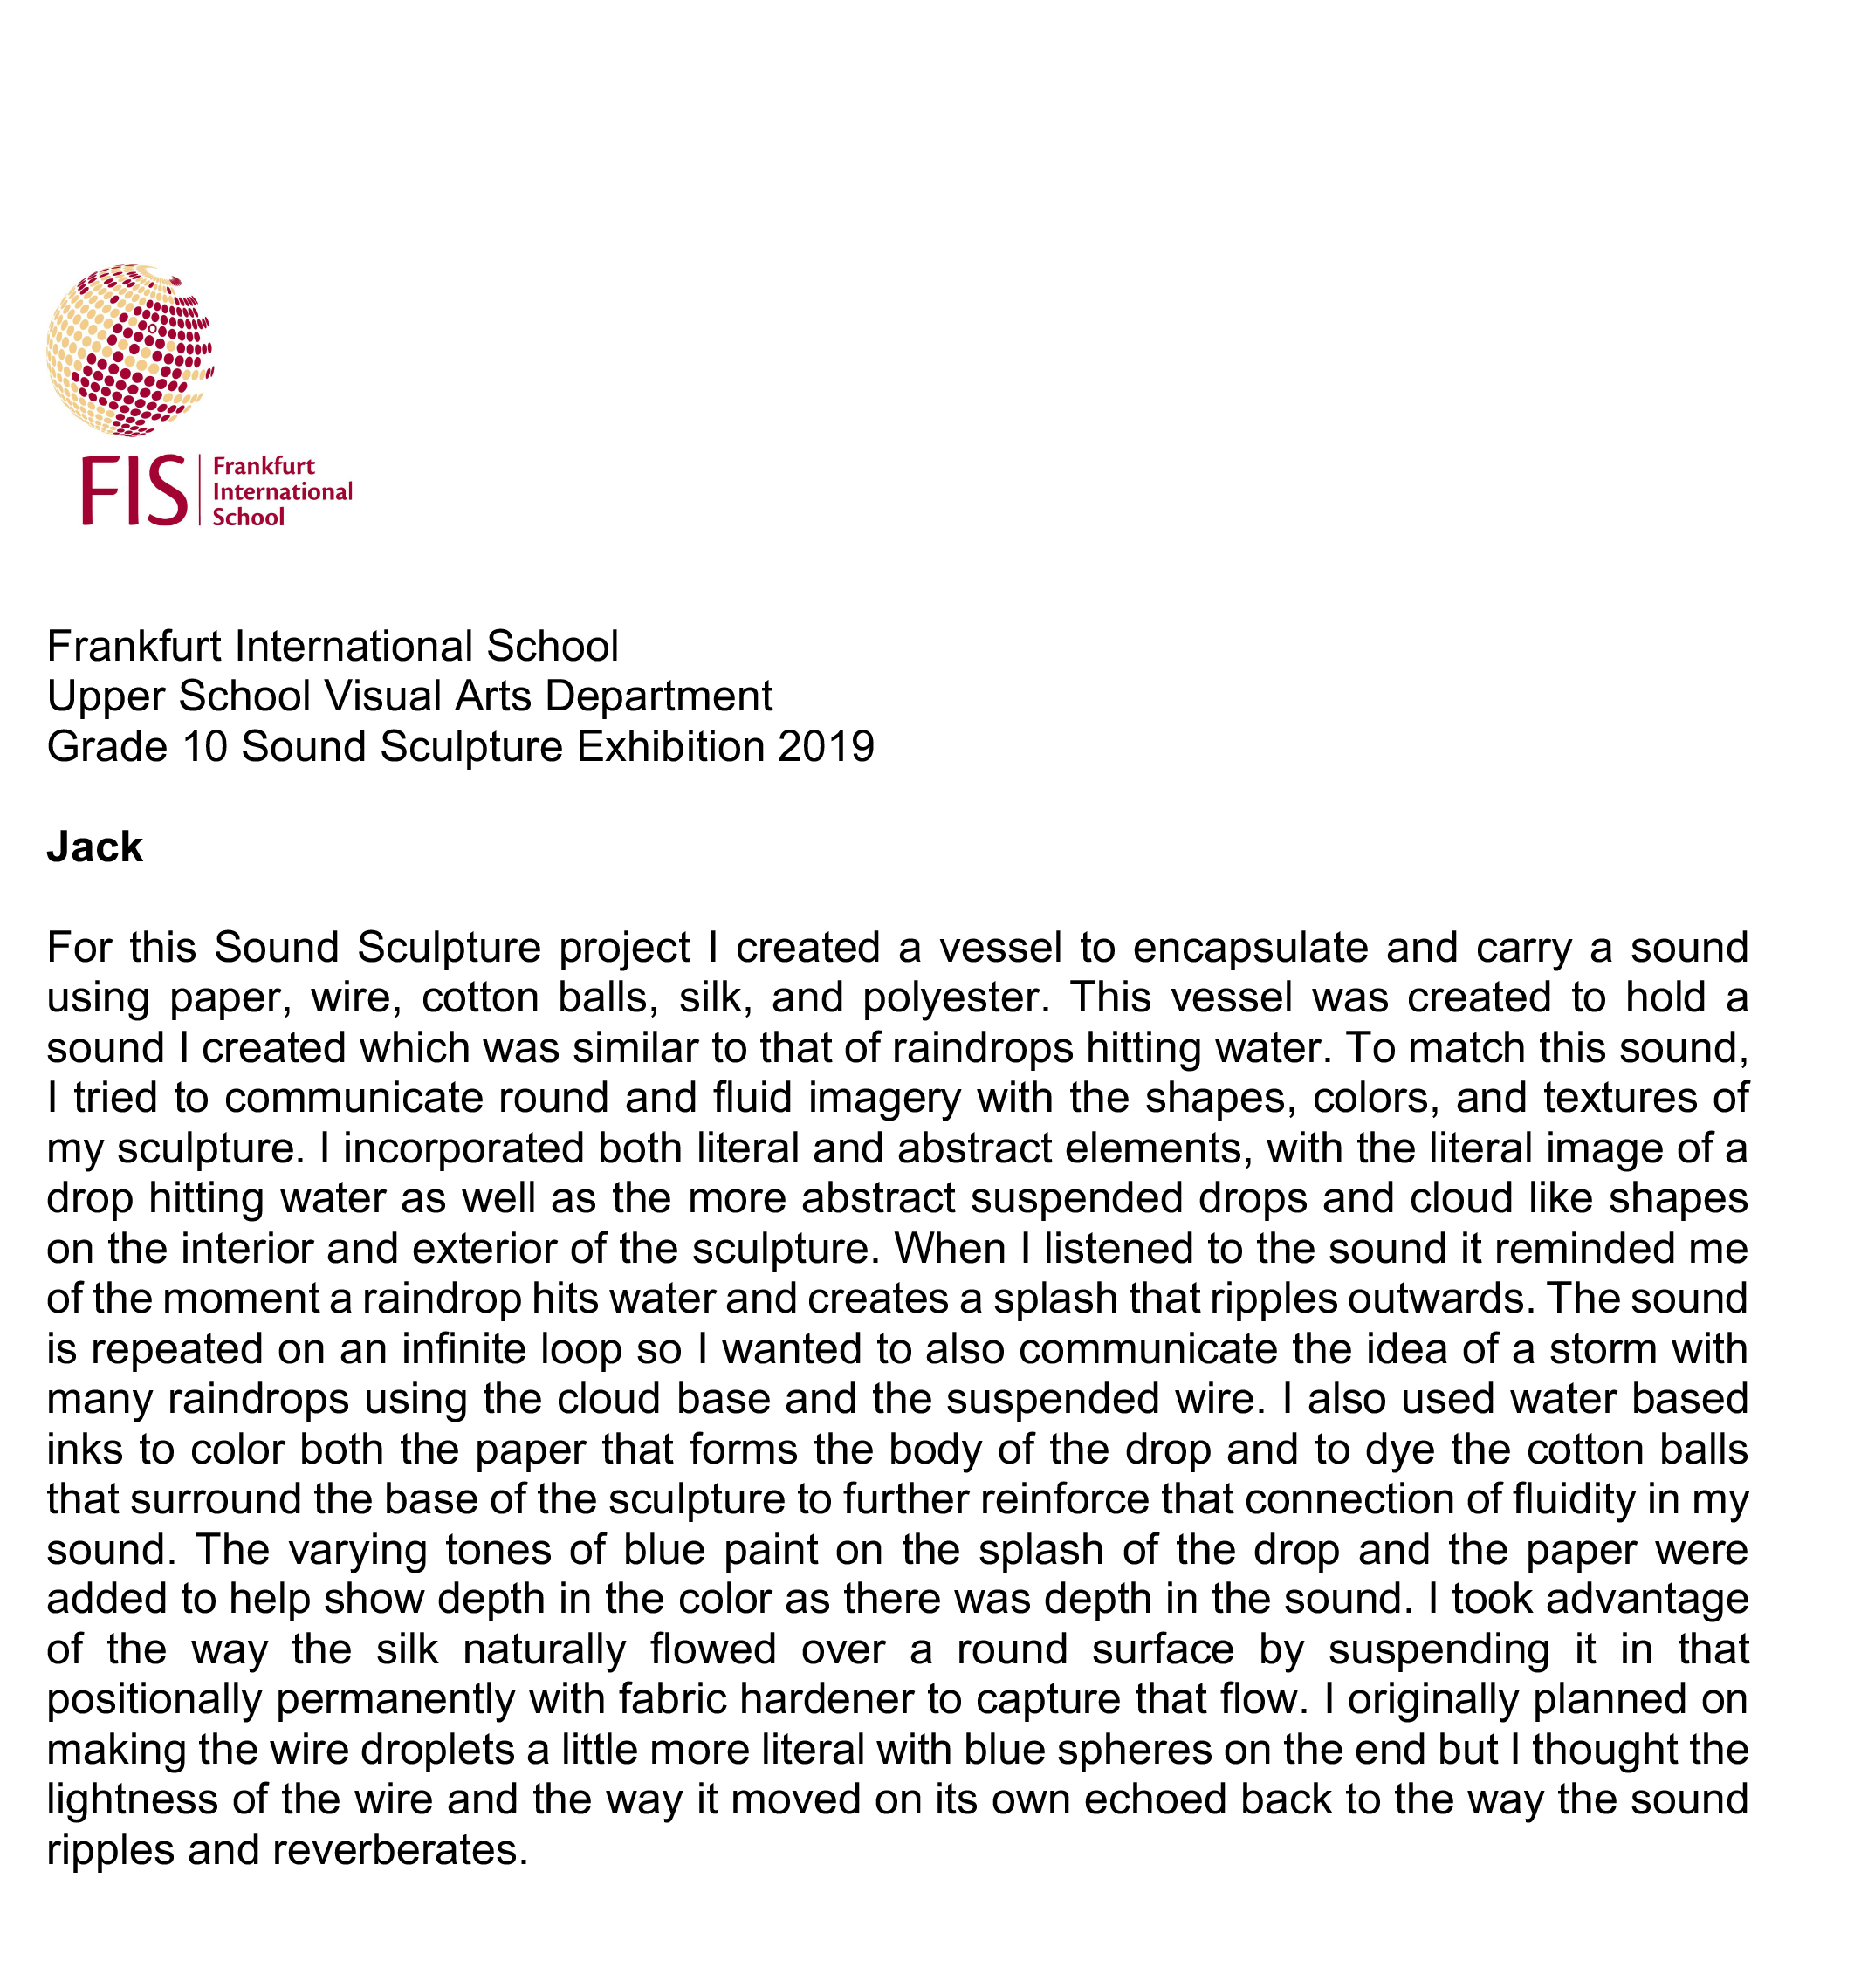 FIS
Frankfurt
International
School
Frankfurt International School
Upper School Visual Arts Department
Grade 10 Sound Sculpture Exhibition 2019
Jack
For this Sound Sculpture project I created a vessel to encapsulate and carry a sound
using paper, wire, cotton balls, silk, and polyester. This vessel was created to hold a
sound I created which was similar to that of raindrops hitting water. To match this sound,
I tried to communicate round and fluid imagery with the shapes, colors, and textures of
my sculpture. I incorporated both literal and abstract elements, with the literal image of a
drop hitting water as well as the more abstract suspended drops and cloud like shapes
on the interior and exterior of the sculpture. When I listened to the sound it reminded me
of the moment a raindrop hits water and creates a splash that ripples outwards. The sound
is repeated on an infinite loop so I wanted to also communicate the idea of a storm with
many raindrops using the cloud base and the suspended wire. I also used water based
inks to color both the paper that forms the body of the drop and to dye the cotton balls
that surround the base of the sculpture to further reinforce that connection of fluidity in my
sound. The varying tones of blue paint on the splash of the drop and the paper were
added to help show depth in the color as there was depth in the sound. I took advantage
of the way the silk naturally flowed over a round surface by suspending it in that
positionally permanently with fabric hardener to capture that flow. I originally planned on
making the wire droplets a little more literal with blue spheres on the end but I thought the
lightness of the wire and the way it moved on its own echoed back to the way the sound
ripples and reverberates.